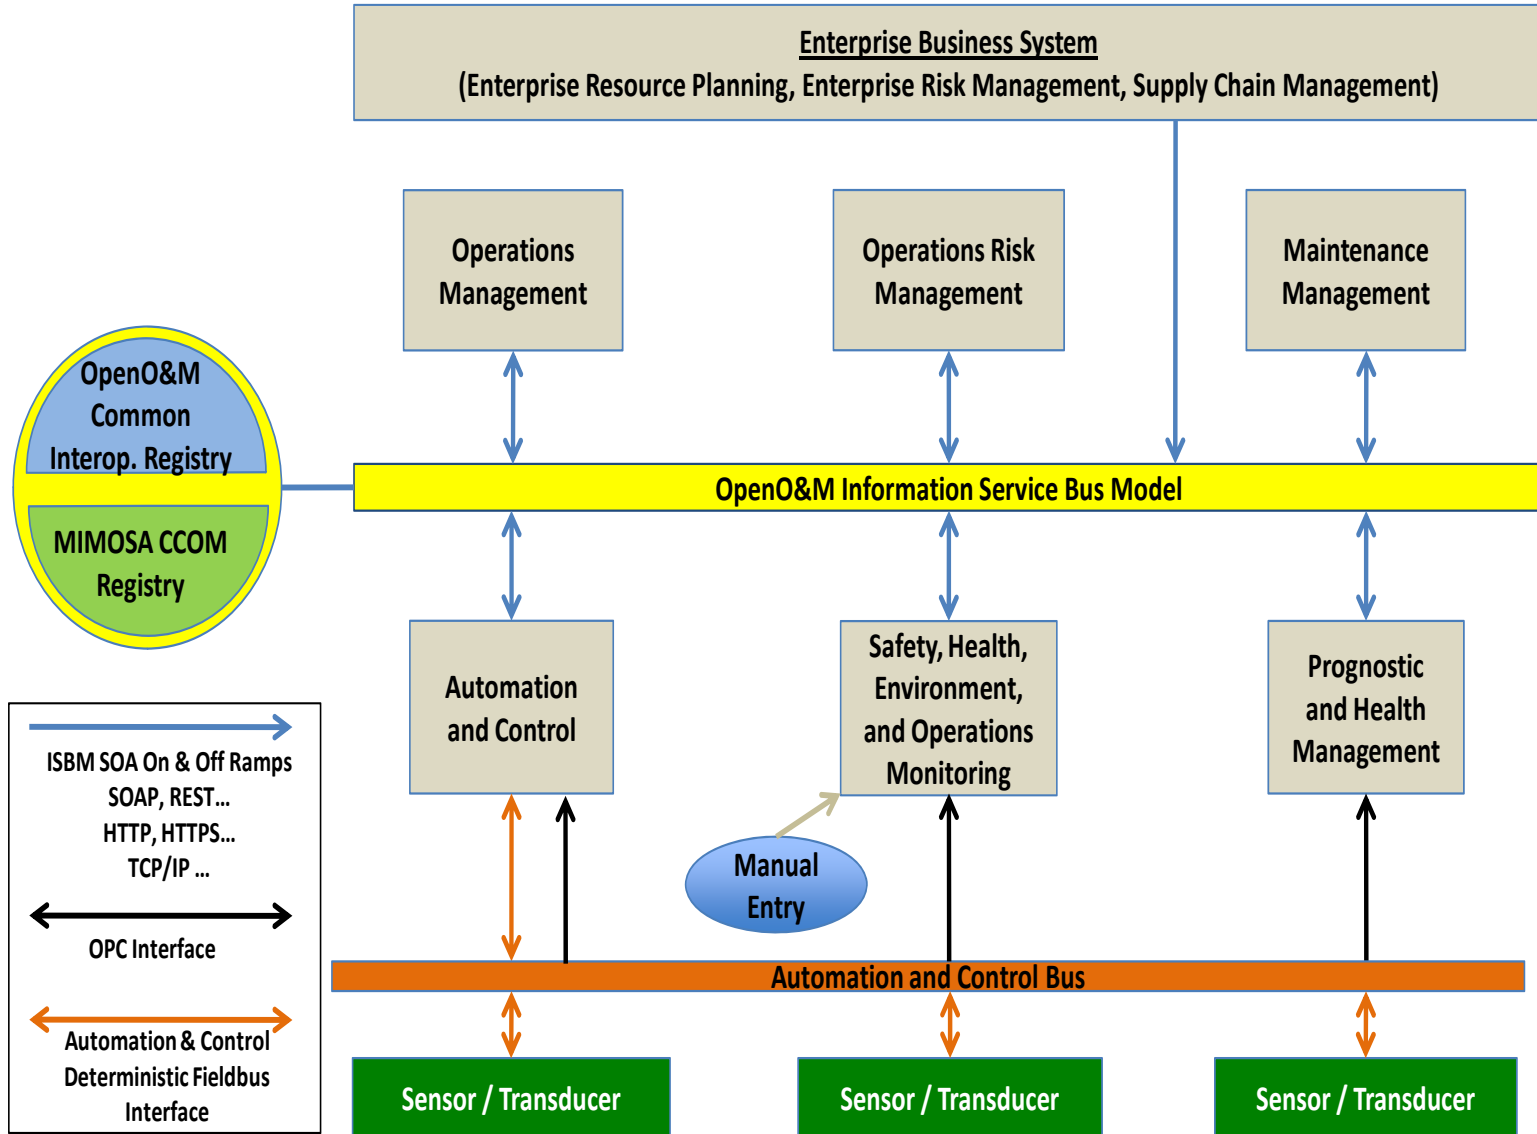 Enterprise Business System
(Enterprise Resource Planning, Enterprise Risk Management, Supply Chain Management)
Operations
Management
Operations Risk
Management
Maintenance
Management
OpenO&M
Common
Interop. Registry
MIMOSA CCOM
Registry
OpenO&M Information Service Bus Model
Automation
and Control
Safety, Health,
Environment,
and Operations
Monitoring
Prognostic
and Health
Management
Manual
Entry
ISBM SOA On & Off Ramps
SOAP, REST...
HTTP, HTTPS...
TCP/IP ...
OPC Interface
Automation & Control
Deterministic Fieldbus
Interface
Automation and Control Bus
Sensor / Transducer
Sensor / Transducer
Sensor / Transducer